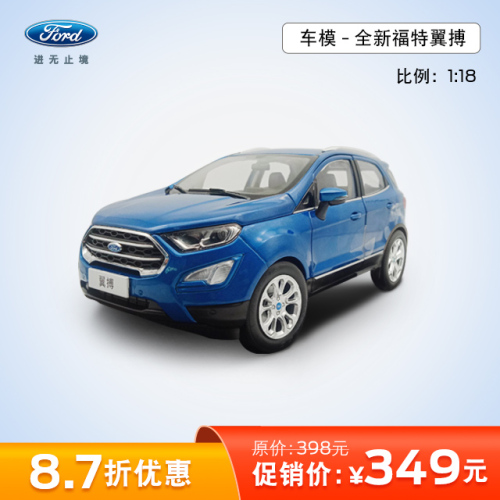 Ford
进无止境
车模 - 全新福特翼搏
比例：1:18
翼搏
8.7折优惠
原价：398元
促销价：¥349元